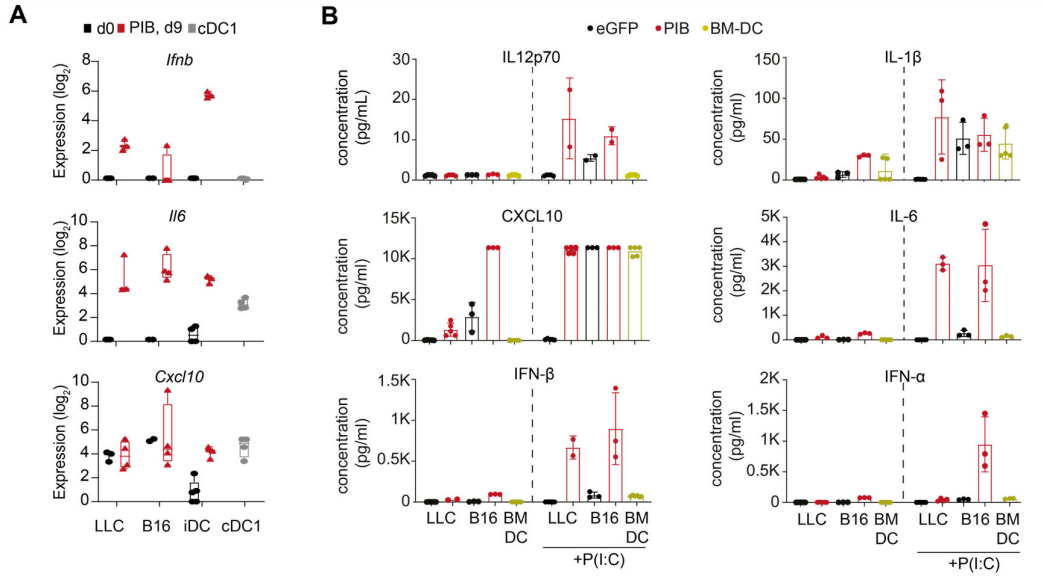 A
B
d0 PIB, d9 cDC1
eGFP PIB BM-DC
Ifnb
Expression (log2)
8
6
4
2
0
Il6
Expression (log2)
10
8
6
4
2
0
Cxcl10
Expression (log2)
10
8
6
4
2
0
LLC B16 iDC cDC1
IL12p70
concentration
(pg/mL)
30
20
10
0
IL-1β
concentration
(pg/ml)
150
100
50
0
CXCL10
concentration
(pg/ml)
15K
10K
5K
0
IL-6
concentration
(pg/ml)
5K
4K
3K
2K
1K
0
IFN-β
concentration
(pg/ml)
1.5K
1K
0.5K
0
LLC B16 BM DC LLC B16 BM DC
+P(I:C)
IFN-α
concentration
(pg/ml)
2K
1.5K
1K
0.5K
0
LLC B16 BM DC LLC B16 BM DC
+P(I:C)